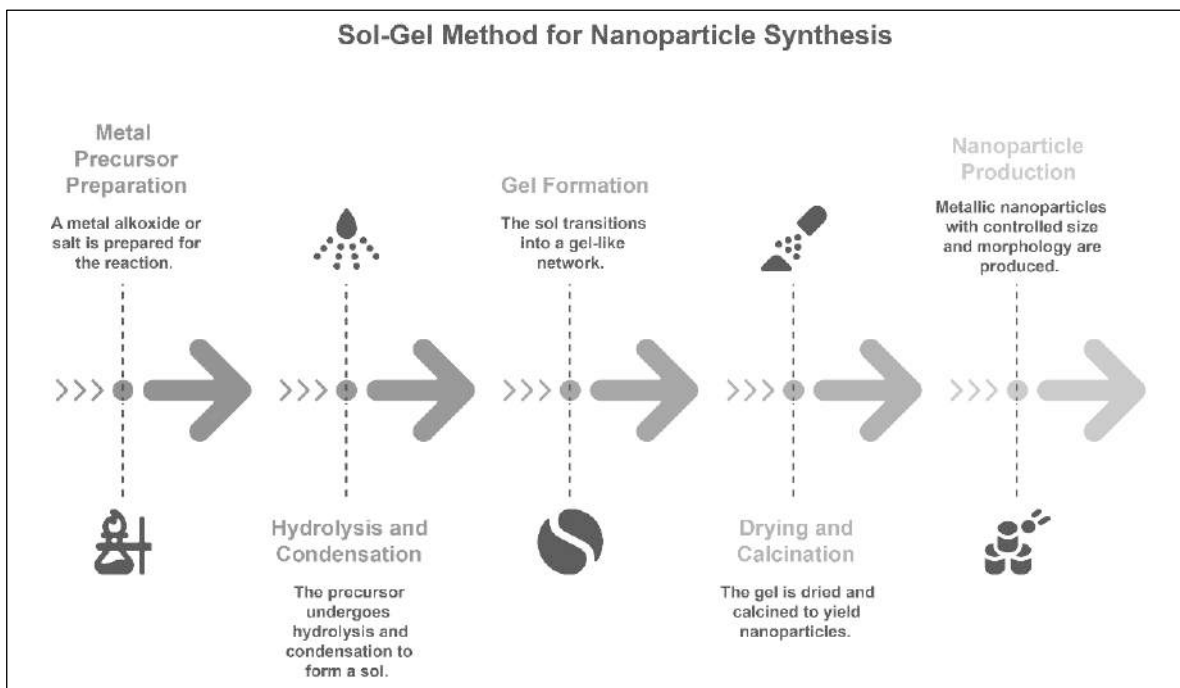 Sol-Gel Method for Nanoparticle Synthesis
Metal
Precursor
Preparation
A metal alkoxide or
salt is prepared for
the reaction.
Hydrolysis and
Condensation
The precursor
undergoes
hydrolysis and
condensation to
form a sol.
Gel Formation
The sol transitions
into a gel-like
network.
Drying and
Calcination
The gel is dried and
calcined to yield
nanoparticles.
Nanoparticle
Production
Metallic nanoparticles
with controlled size
and morphology are
produced.